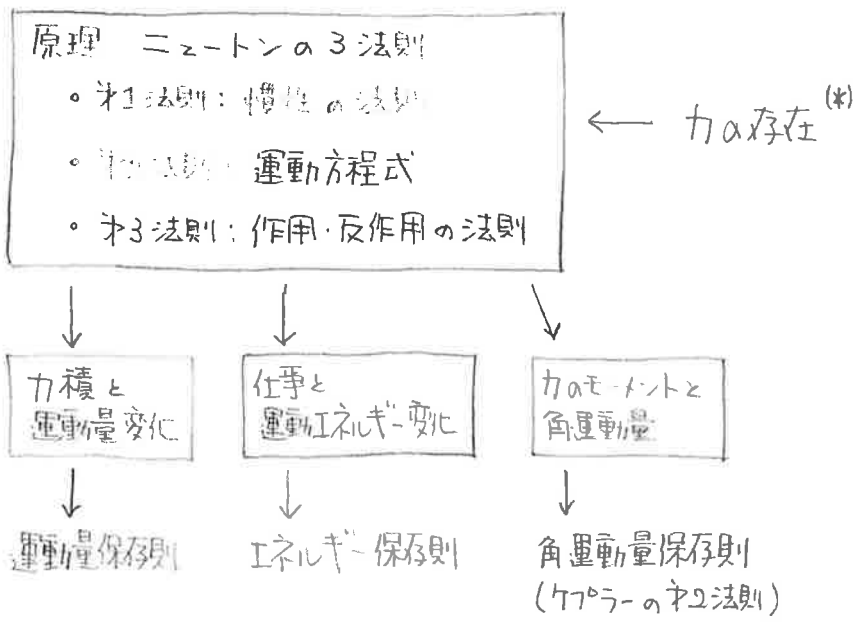 原理 ニュートンの3法則
・才1法則：慣性の法則
・才2法則：運動方程式
・才3法則：作用・反作用の法則
← 力の存在(*)
力積と
運動量変化
仕事と
運動エネルギー変化
力のモーメントと
角運動量
運動量保存則
エネルギー保存則
角運動量保存則
(ケプラーの才2法則)